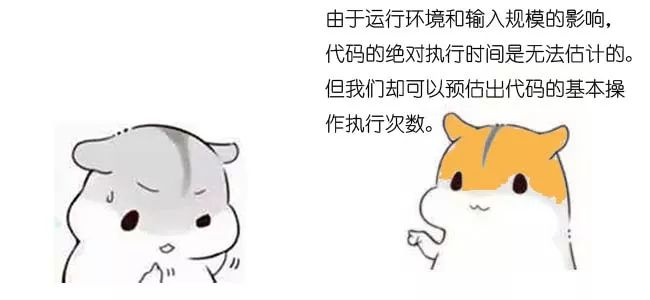 由于运行环境和输入规模的影响，
代码的绝对执行时间是无法估计的。
但我们却可以预估出代码的基本操
作执行次数。